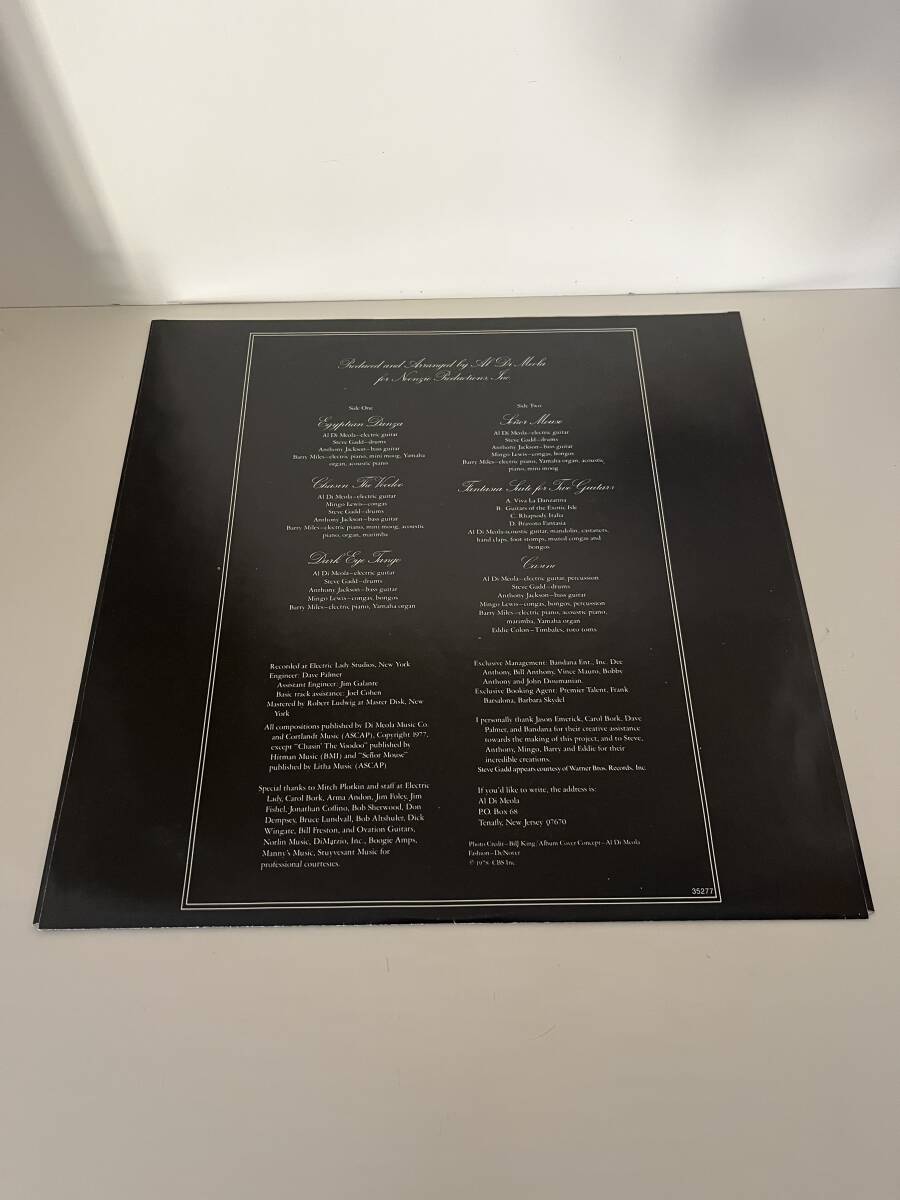 Produced and Arranged by Al Di Meola
for Neenzio Productions, Inc.
Side One
Egyptian Danza
Al Di Meola–electric guitar
Steve Gadd–drums
Anthony Jackson–bass guitar
Barry Miles–electric piano, mini moog, Yamaha
organ, acoustic piano
Chasin The Voodoo
Al Di Meola–electric guitar
Mingo Lewis–congas
Steve Gadd–drums
Anthony Jackson–bass guitar
Barry Miles–electric piano, mini moog, acoustic
piano, organ, marimba
Dark Eye Tango
Al Di Meola–electric guitar
Steve Gadd–drums
Anthony Jackson–bass guitar
Mingo Lewis–congas, bongos
Barry Miles–electric piano, Yamaha organ
Side Two
Señor Mouse
Al Di Meola–electric guitar
Steve Gadd–drums
Anthony Jackson–bass guitar
Mingo Lewis–congas, bongos
Barry Miles–electric piano, Yamaha organ, acoustic
piano, mini moog
Fantasia Suite for Two Guitars
A. Viva La Danzarina
B. Guitars of the Exotic Isle
C. Rhapsody Italia
D. Bravoto Fantasia
Al Di Meola-acoustic guitar, mandolin, castanets,
hand claps, foot stomps, muted congas and
bongos
Casino
Al Di Meola–electric guitar, percussion
Steve Gadd–drums
Anthony Jackson–bass guitar
Mingo Lewis–congas, bongos, percussion
Barry Miles–electric piano, acoustic piano,
marimba, Yamaha organ
Eddie Colon–Timbales, roto toms
Recorded at Electric Lady Studios, New York
Engineer: Dave Palmer
Assistant Engineer: Jim Galante
Basic track assistance: Joel Cohen
Mastered by Robert Ludwig at Master Disk, New
York
All compositions published by Di Meola Music Co.
and Cortlandt Music (ASCAP), Copyright 1977,
except "Chasin' The Voodoo" published by
Hitman Music (BMI) and "Señor Mouse"
published by Litha Music (ASCAP)
Special thanks to Mitch Plotkin and staff at Electric
Lady, Carol Bork, Arma Andon, Jim Foley, Jim
Fishel, Jonathan Coffino, Bob Sherwood, Don
Dempsey, Bruce Lundvall, Bob Altshuler, Dick
Wingate, Bill Freston, and Ovation Guitars,
Norlin Music, DiMarzio, Inc., Boogie Amps,
Manny's Music, Stuyvesant Music for
professional courtesies.
Exclusive Management: Bandana Ent., Inc. Dee
Anthony, Bill Anthony, Vince Mauro, Bobby
Anthony and John Doumanian.
Exclusive Booking Agent: Premier Talent, Frank
Barsalona, Barbara Skydel
I personally thank Jason Emerick, Carol Bork, Dave
Palmer, and Bandana for their creative assistance
towards the making of this project, and to Steve,
Anthony, Mingo, Barry and Eddie for their
incredible creations.
Steve Gadd appears courtesy of Warner Bros. Records, Inc.
If you'd like to write, the address is:
Al Di Meola
P.O. Box 68
Tenafly, New Jersey 07670
Photo Credit–Bill King/Album Cover Concept–Al Di Meola
Fashion–DeNoyer
© 1978 CBS Inc.
35277